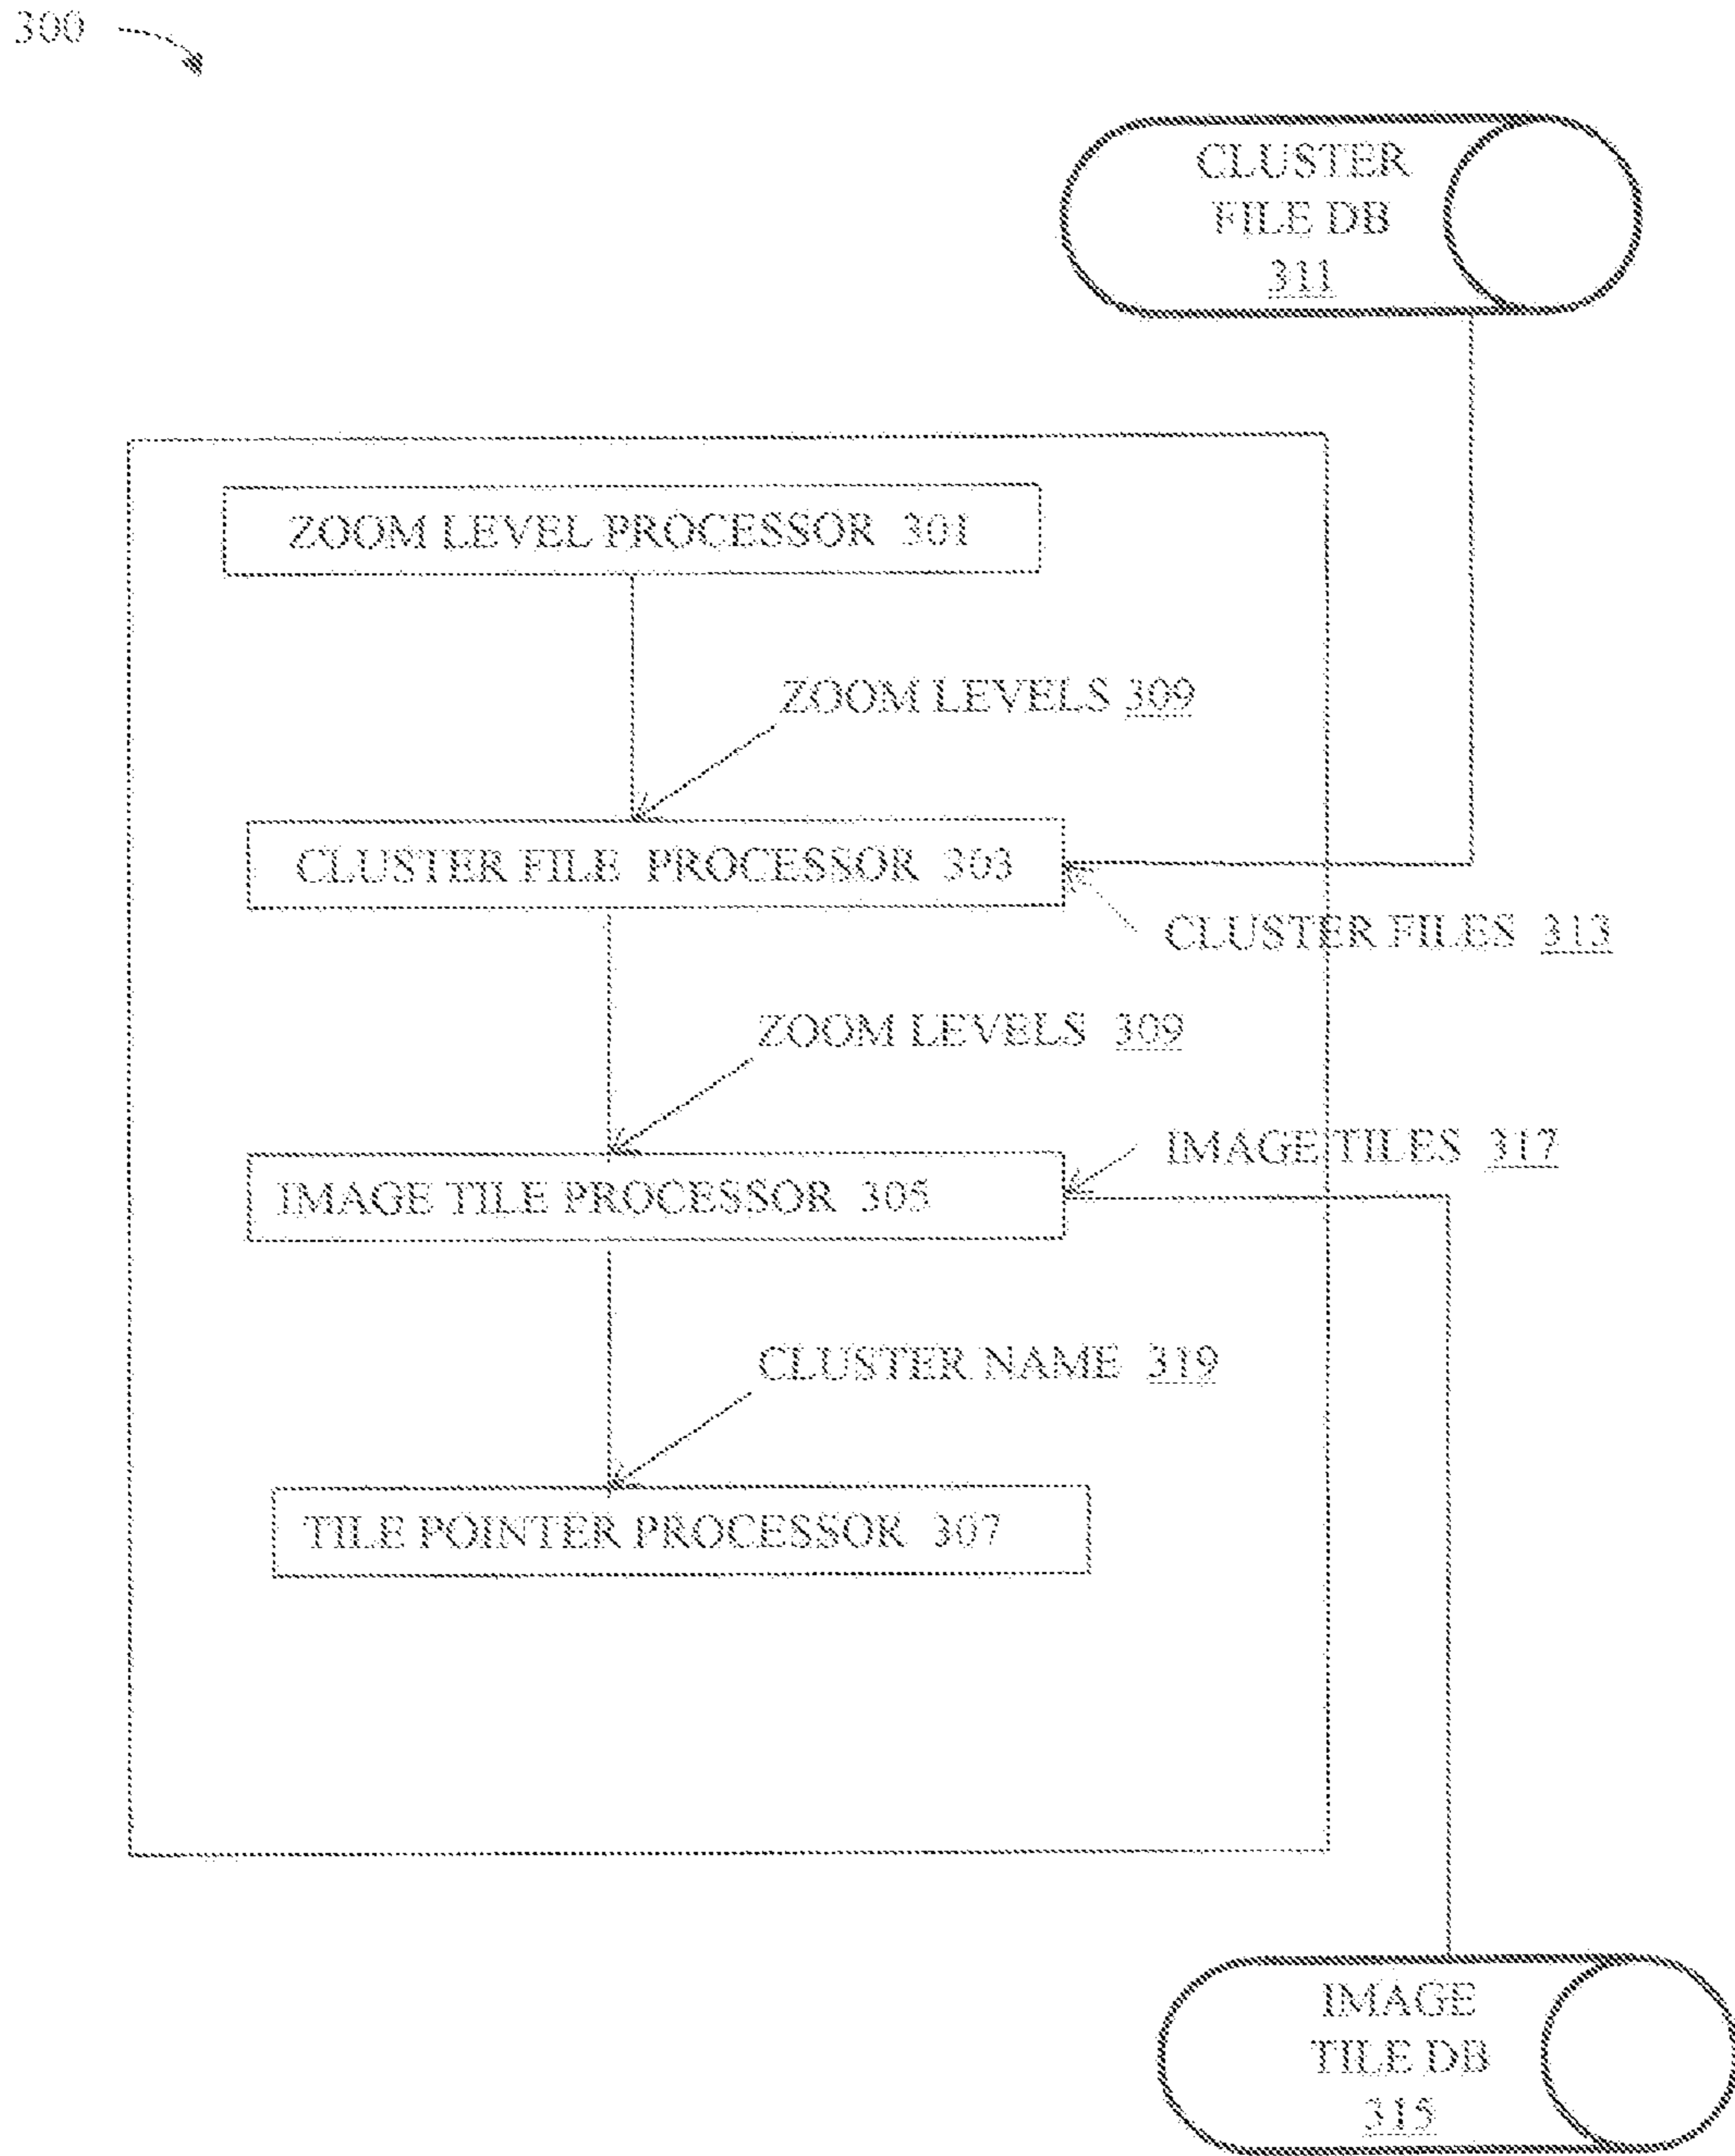 300
CLUSTER
FILE DB
311
ZOOM LEVEL PROCESSOR 301
ZOOM LEVELS 309
CLUSTER FILE PROCESSOR 303
CLUSTER FILES 313
ZOOM LEVELS 309
IMAGE TILES 317
IMAGE TILE PROCESSOR 305
CLUSTER NAME 319
TILE POINTER PROCESSOR 307
IMAGE
TILE DB
315